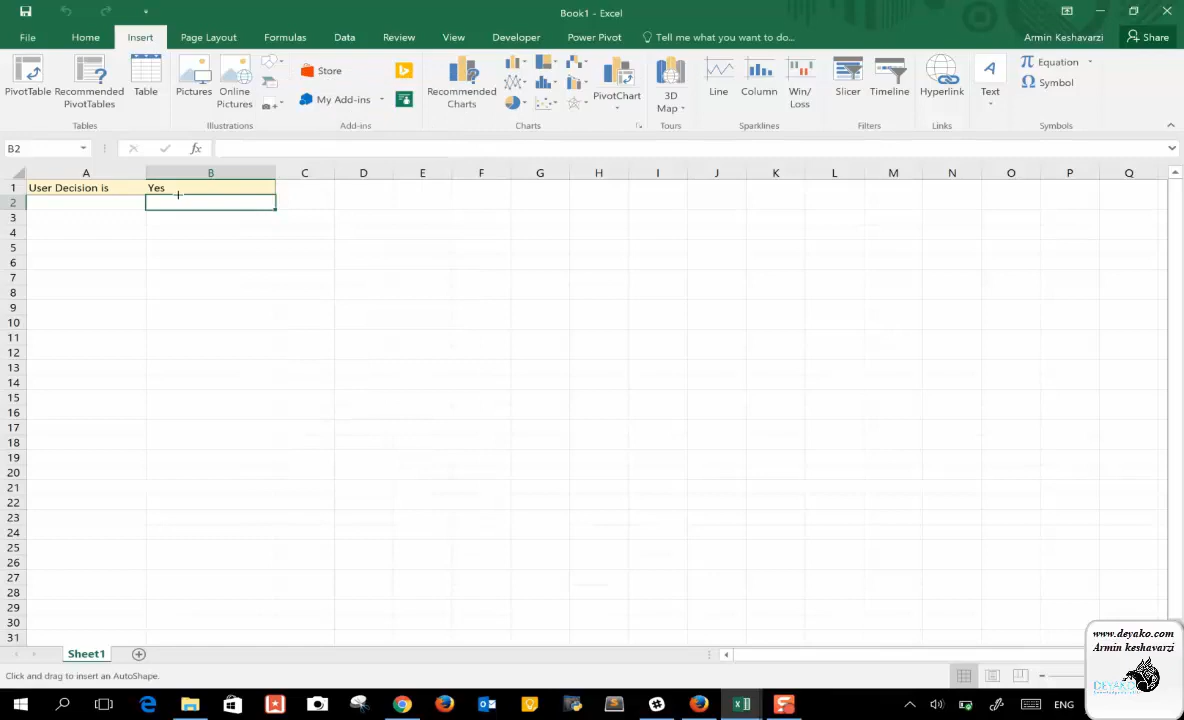 Book1 - Excel
File Home Insert Page Layout Formulas Data Review View Developer Power Pivot Tell me what you want to do... Armin Keshavarzi Share
PivotTable Recommended PivotTables Table Pictures Online Pictures Store My Add-ins Recommended Charts PivotChart 3D Map Line Column Win/ Loss Slicer Timeline Hyperlink Text Equation Symbol
Tables Illustrations Add-ins Charts Tours Sparklines Filters Links Symbols
B2 fx
A B C D E F G H I J K L M N O P Q
1 User Decision is Yes
2
3
4
5
6
7
8
9
10
11
12
13
14
15
16
17
18
19
20
21
22
23
24
25
26
27
28
29
30
31
Sheet1
Click and drag to insert an AutoShape.
ENG
www.deyako.com
Armin keshavarzi
DEYAKO